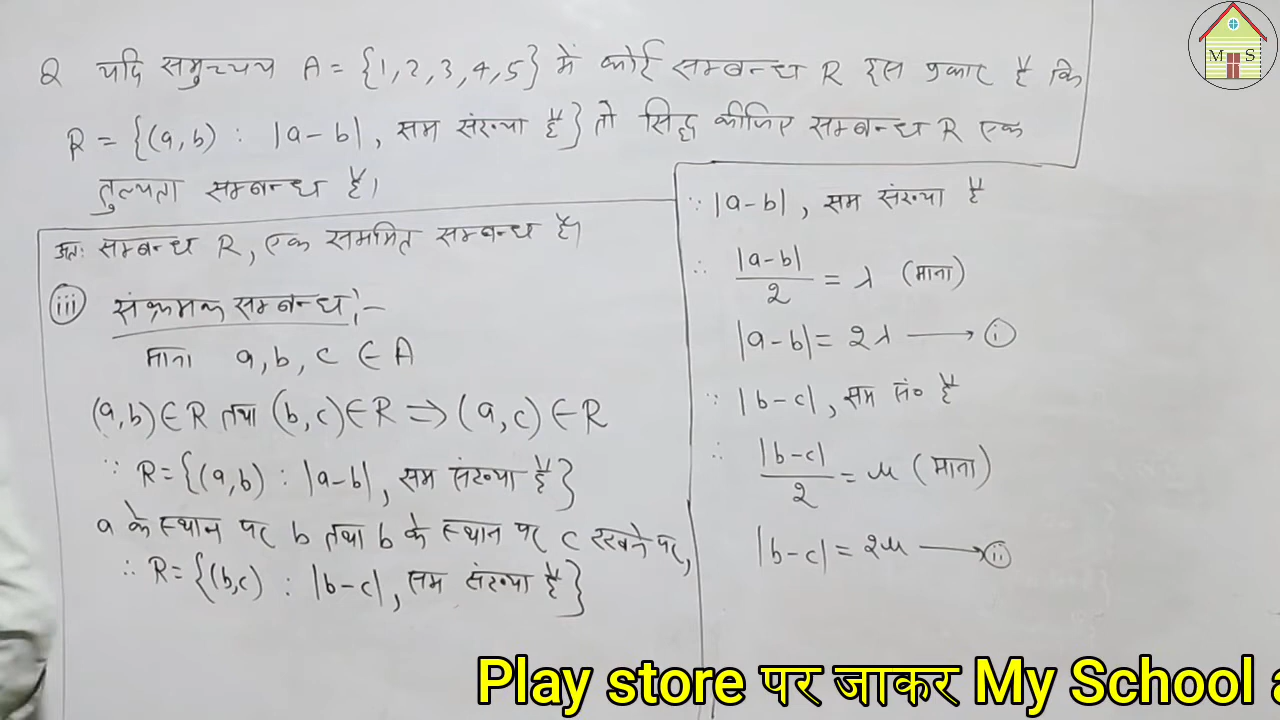 Q यदि समुच्चय A = {1, 2, 3, 4, 5} में कोई सम्बन्ध R इस प्रकार है कि
R = {(a, b) : |a-b|, सम संख्या है} तो सिद्ध कीजिए सम्बन्ध R एक
तुल्यता सम्बन्ध है।
अतः सम्बन्ध R, एक सममित सम्बन्ध है।
(iii) संक्रमक सम्बन्ध :-
माना a, b, c ∈ A
(a, b) ∈ R तथा (b, c) ∈ R ⇒ (a, c) ∈ R
∵ R = {(a, b) : |a-b|, सम संख्या है}
a के स्थान पर b तथा b के स्थान पर c रखने पर,
∴ R = {(b, c) : |b-c|, सम संख्या है}
∵ |a-b|, सम संख्या है
∴ |a-b|/2 = λ (माना)
|a-b| = 2λ → (i)
∵ |b-c|, सम सं० है
∴ |b-c|/2 = μ (माना)
|b-c| = 2μ → (ii)
M S
Play store पर जाकर My School a